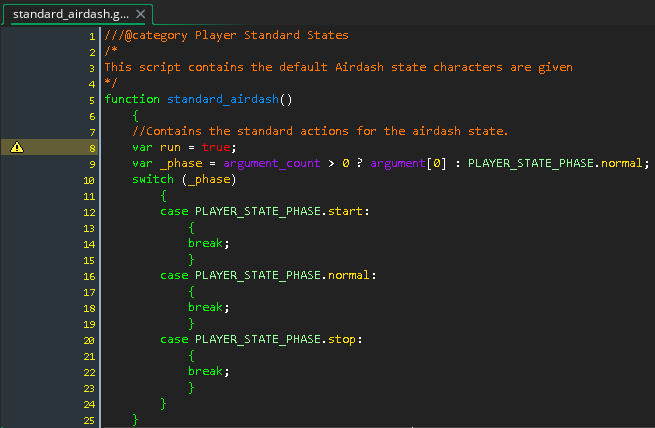 standard_airdash.g...
1 ///@category Player Standard States
2 /*
3 This script contains the default Airdash state characters are given
4 */
5 function standard_airdash()
6 {
7 //Contains the standard actions for the airdash state.
8 var run = true;
9 var _phase = argument_count > 0 ? argument[0] : PLAYER_STATE_PHASE.normal;
10 switch (_phase)
11 {
12 case PLAYER_STATE_PHASE.start:
13 {
14 break;
15 }
16 case PLAYER_STATE_PHASE.normal:
17 {
18 break;
19 }
20 case PLAYER_STATE_PHASE.stop:
21 {
22 break;
23 }
24 }
25 }